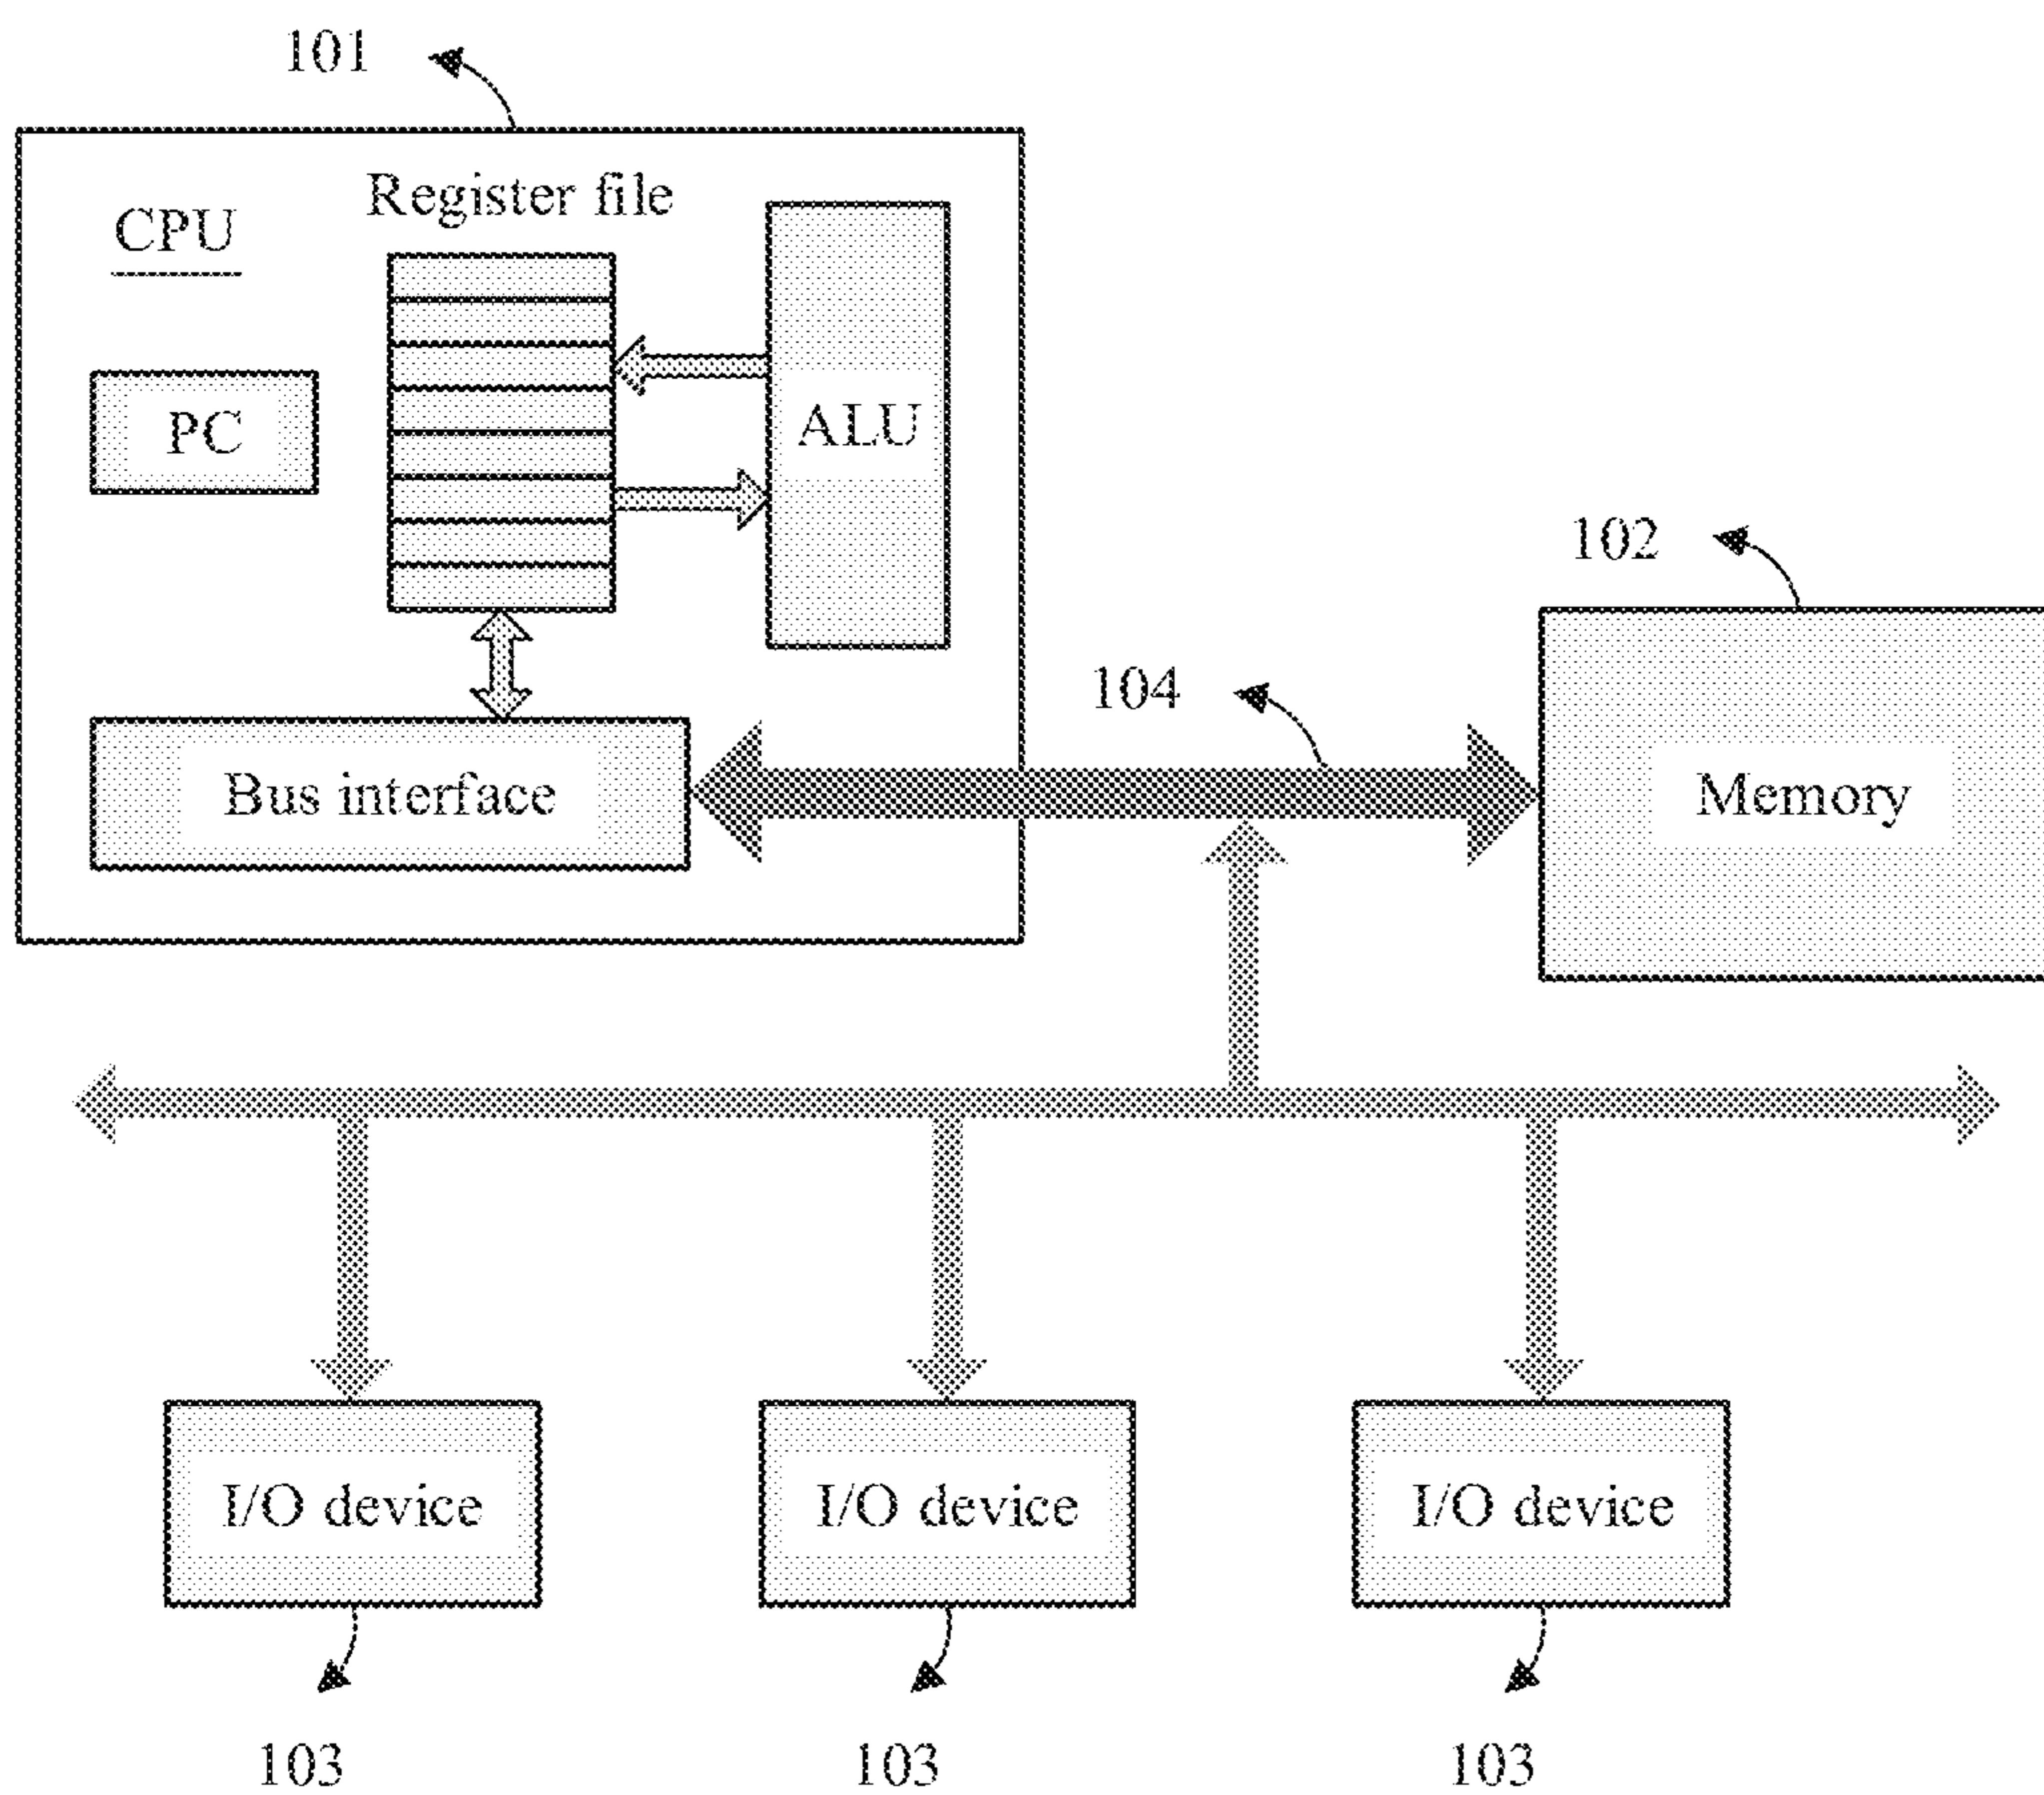 101
Register file
CPU
PC
ALU
102
104
Bus interface
Memory
I/O device
I/O device
I/O device
103
103
103